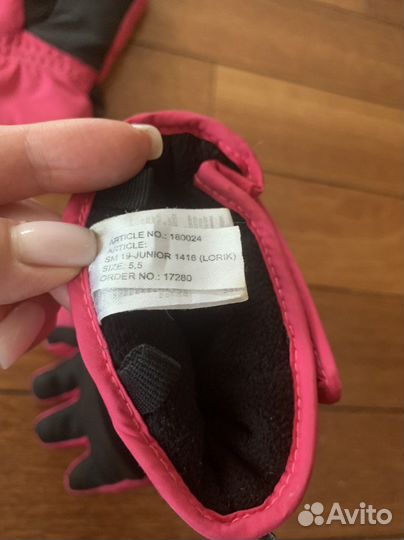 ARTICLE NO.: 180024
ARTICLE:
SM 19-JUNIOR 1416 (LORIK)
SIZE: 5,5
ORDER NO.: 17280
Avito